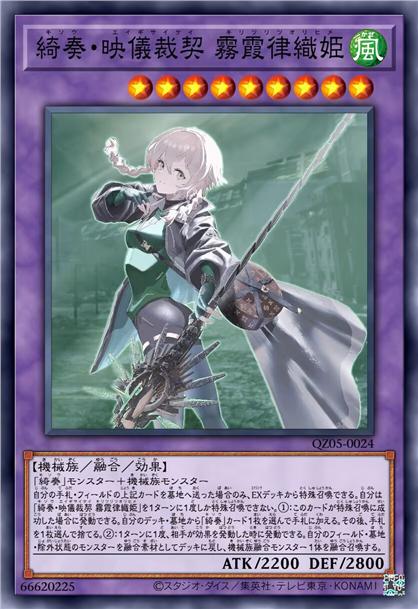 綺奏・映儀裁契 霧霞律織姫
風
QZ05-0024
【機械族/融合/効果】
「綺奏」モンスター+機械族モンスター
自分の手札・フィールドの上記カードを墓地へ送った場合のみ、EXデッキから特殊召喚できる。自分は
「綺奏・映儀裁契 霧霞律織姫」を1ターンに1度しか特殊召喚できない。①:このカードが特殊召喚に成
功した場合に発動できる。自分のデッキ・墓地から「綺奏」カード1枚を選んで手札に加える。その後、手札
を1枚選んで捨てる。②:1ターンに1度、相手が効果を発動した時に発動できる。自分のフィールド・墓地
・除外状態のモンスターを融合素材としてデッキに戻し、機械族融合モンスター1体を融合召喚する。
ATK/2200 DEF/2800
66620225
©スタジオ・ダイス/集英社・テレビ東京・KONAMI